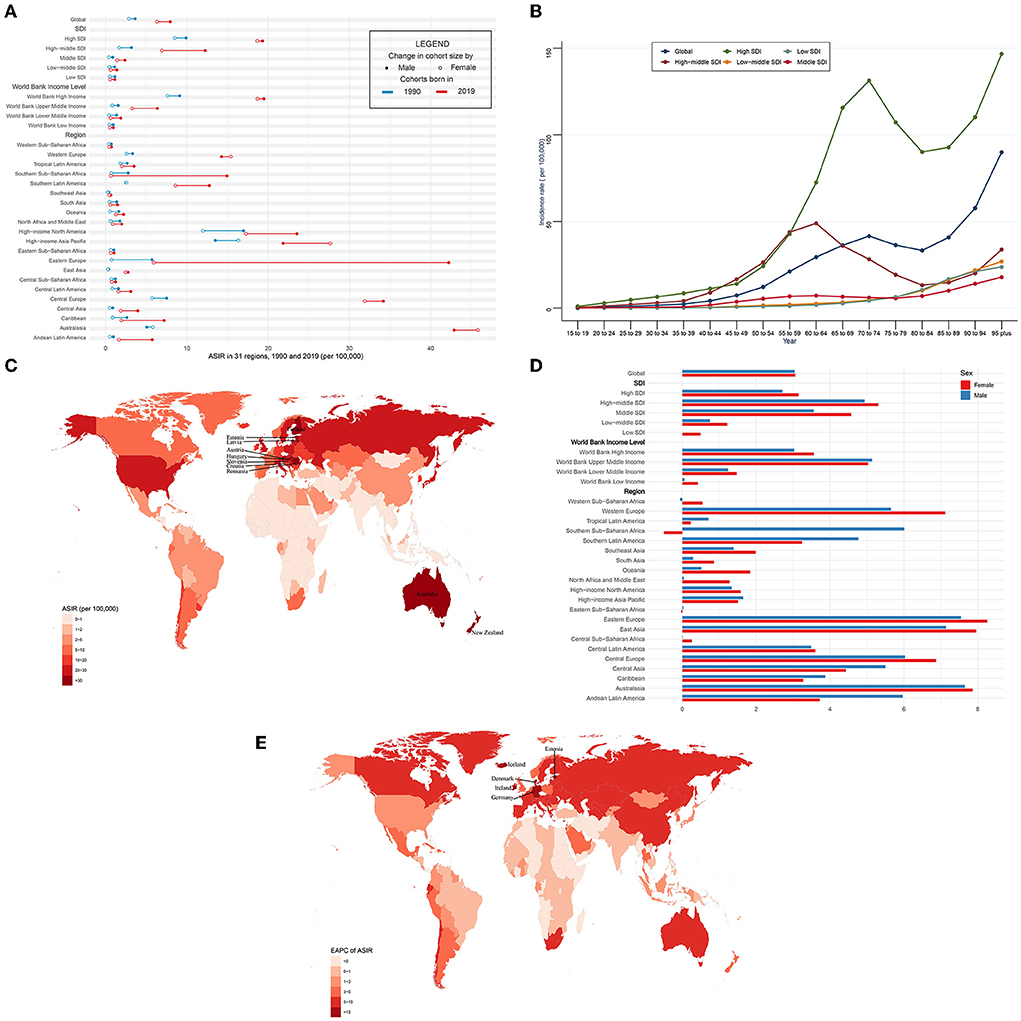 A
Global
SDI
High SDI
High-middle SDI
Middle SDI
Low-middle SDI
Low SDI
World Bank Income Level
World Bank High Income
World Bank Upper Middle Income
World Bank Lower Middle Income
World Bank Low Income
Region
Western Sub-Saharan Africa
Western Europe
Tropical Latin America
Southern Sub-Saharan Africa
Southern Latin America
Southeast Asia
South Asia
Oceania
North Africa and Middle East
High-income North America
High-income Asia Pacific
Eastern Sub-Saharan Africa
Eastern Europe
East Asia
Central Sub-Saharan Africa
Central Latin America
Central Europe
Central Asia
Caribbean
Australasia
Andean Latin America
0 10 20 30 40
ASIR in 31 regions, 1990 and 2019 (per 100,000)
LEGEND
Change in cohort size by
Male Female
Cohorts born in
1990 2019
B
Global High SDI Low SDI
High-middle SDI Low-middle SDI Middle SDI
Incidence rate ( per 100,000)
150
100
50
0
15 to 19 20 to 24 25 to 29 30 to 34 35 to 39 40 to 44 45 to 49 50 to 54 55 to 59 60 to 64 65 to 69 70 to 74 75 to 79 80 to 84 85 to 89 90 to 94 95 plus
Year
C
Estonia
Latvia
Austria
Hungary
Slovenia
Croatia
Romania
Australia
New Zealand
ASIR (per 100,000)
0~1
1~2
2~5
5~10
10~20
20~30
>30
D
Global
SDI
High SDI
High-middle SDI
Middle SDI
Low-middle SDI
Low SDI
World Bank Income Level
World Bank High Income
World Bank Upper Middle Income
World Bank Lower Middle Income
World Bank Low Income
Region
Western Sub-Saharan Africa
Western Europe
Tropical Latin America
Southern Sub-Saharan Africa
Southern Latin America
Southeast Asia
South Asia
Oceania
North Africa and Middle East
High-income North America
High-income Asia Pacific
Eastern Sub-Saharan Africa
Eastern Europe
East Asia
Central Sub-Saharan Africa
Central Latin America
Central Europe
Central Asia
Caribbean
Australasia
Andean Latin America
0 2 4 6 8
Sex
Female
Male
E
Estonia
Iceland
Denmark
Ireland
Germany
EAPC of ASIR
<0
0~1
1~3
3~5
5~10
>10